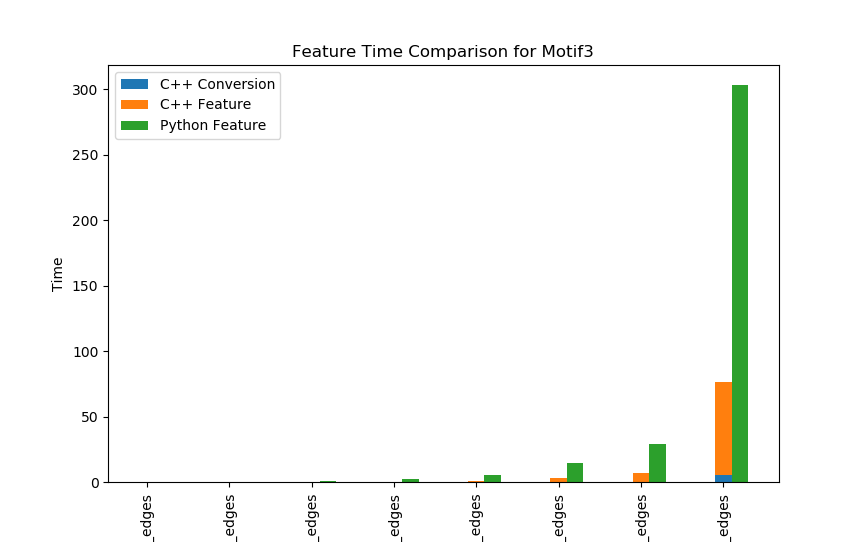 Feature Time Comparison for Motif3
C++ Conversion
C++ Feature
Python Feature
300
250
200
150
100
50
0
Time
_edges
_edges
_edges
_edges
_edges
_edges
_edges
_edges